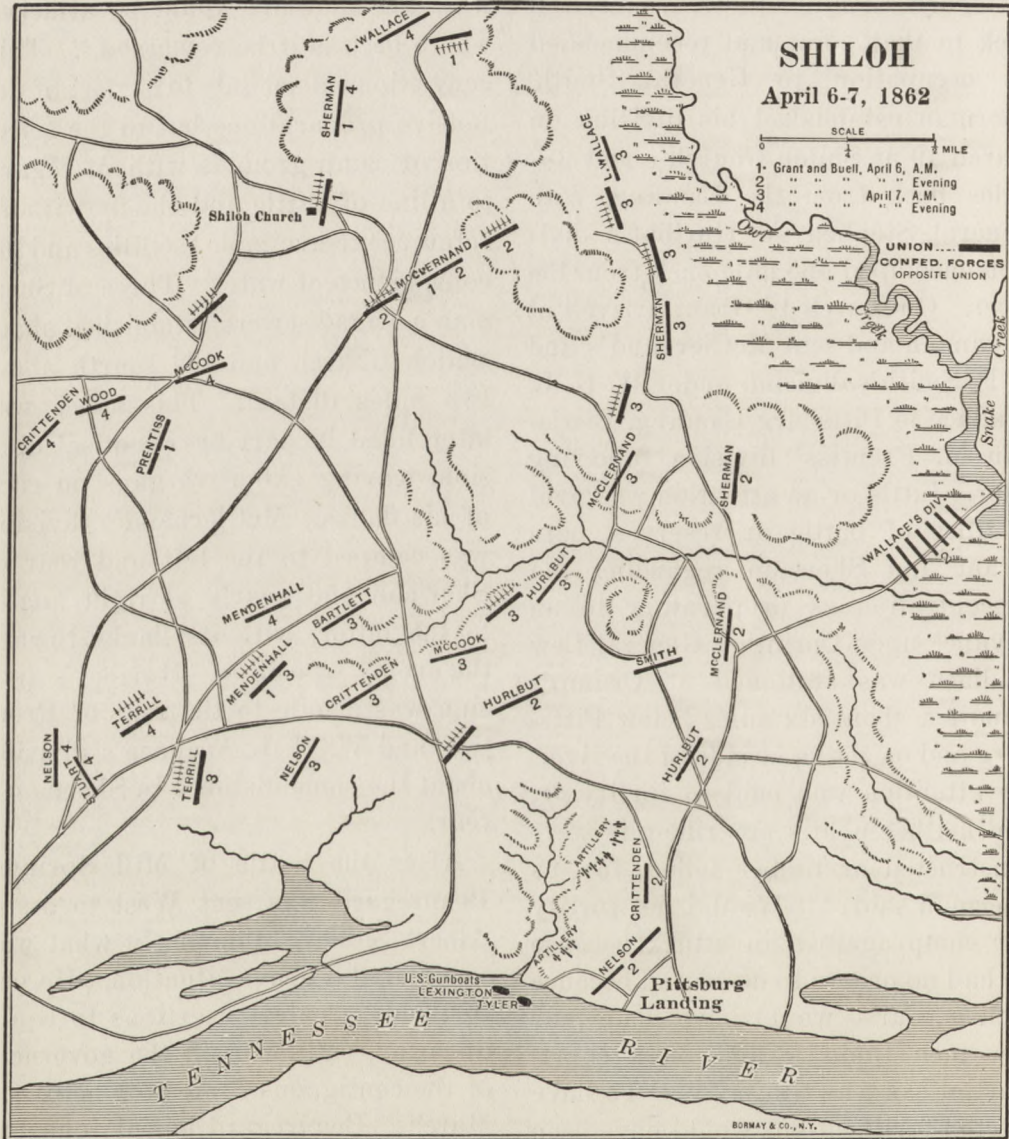 SHILOH
April 6-7, 1862
SCALE
0 ¼ ½ MILE
1- Grant and Buell, April 6, A.M.
2 " " " " " Evening
3 " " " April 7, A.M.
4 " " " " " Evening
UNION
CONFED. FORCES
OPPOSITE UNION
L. WALLACE
4
1
SHERMAN
4
1
1
Shiloh Church
L. WALLACE
3
3
MCCLERNAND
2
2
2
Owl
Creek
Snake
Creek
1
SHERMAN
3
MCCOOK
4
WOOD
4
CRITTENDEN
4
PRENTISS
1
3
MCCLERNAND
3
SHERMAN
2
WALLACE'S DIV.
2
HURLBUT
3
3
MENDENHALL
4
BARTLETT
3
MCCOOK
3
MCCLERNAND
2
SMITH
MENDENHALL
1 3
CRITTENDEN
3
HURLBUT
2
TERRILL
4
NELSON
4
STUART
1
TERRILL
3
NELSON
3
HURLBUT
2
ARTILLERY
CRITTENDEN
2
ARTILLERY
NELSON
2
U.S. Gunboats
LEXINGTON
TYLER
Pittsburg
Landing
TENNESSEE RIVER
BORMAY & CO., N.Y.